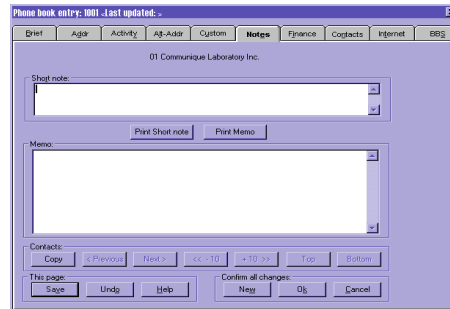 Phone book entry: 1001 «Last updated: »
Brief Addr Activity Alt-Addr Custom Notes Finance Contacts Internet BBS
01 Communique Laboratory Inc.
Short note:
Print Short note Print Memo
Memo:
Contacts:
Copy < Previous Next > << - 10 + 10 >> Top Bottom
This page: Confirm all changes:
Save Undo Help New Ok Cancel